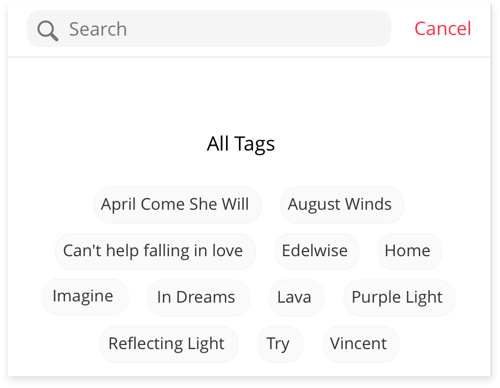 Search Cancel
All Tags
April Come She Will August Winds
Can't help falling in love Edelwise Home
Imagine In Dreams Lava Purple Light
Reflecting Light Try Vincent